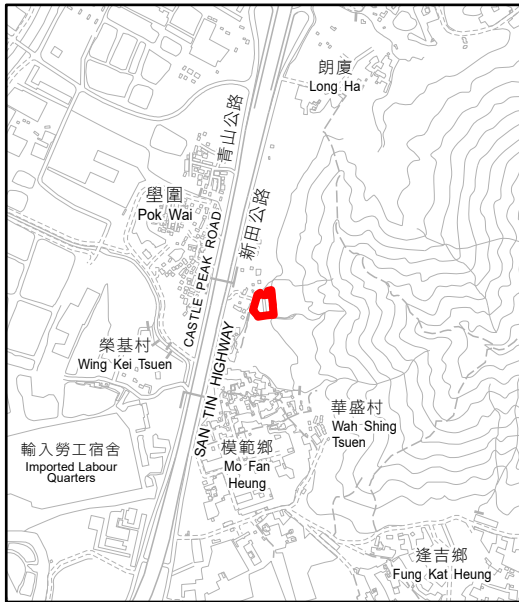 朗廈
Long Ha
青山公路
壆圍
Pok Wai
新田公路
CASTLE PEAK ROAD
榮基村
Wing Kei Tsuen
SAN TIN HIGHWAY
華盛村
Wah Shing
Tsuen
輸入勞工宿舍
Imported Labour
Quarters
模範鄉
Mo Fan
Heung
逢吉鄉
Fung Kat Heung